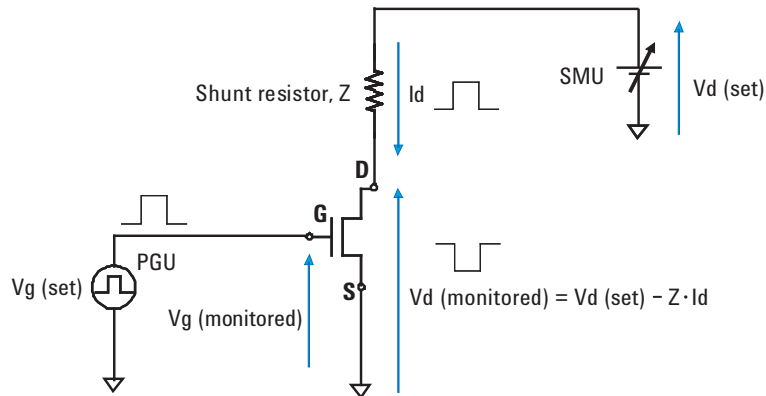 SMU
Vd (set)
Shunt resistor, Z
Id
D
G
PGU
Vg (set)
S
Vg (monitored)
Vd (monitored) = Vd (set) – Z·Id